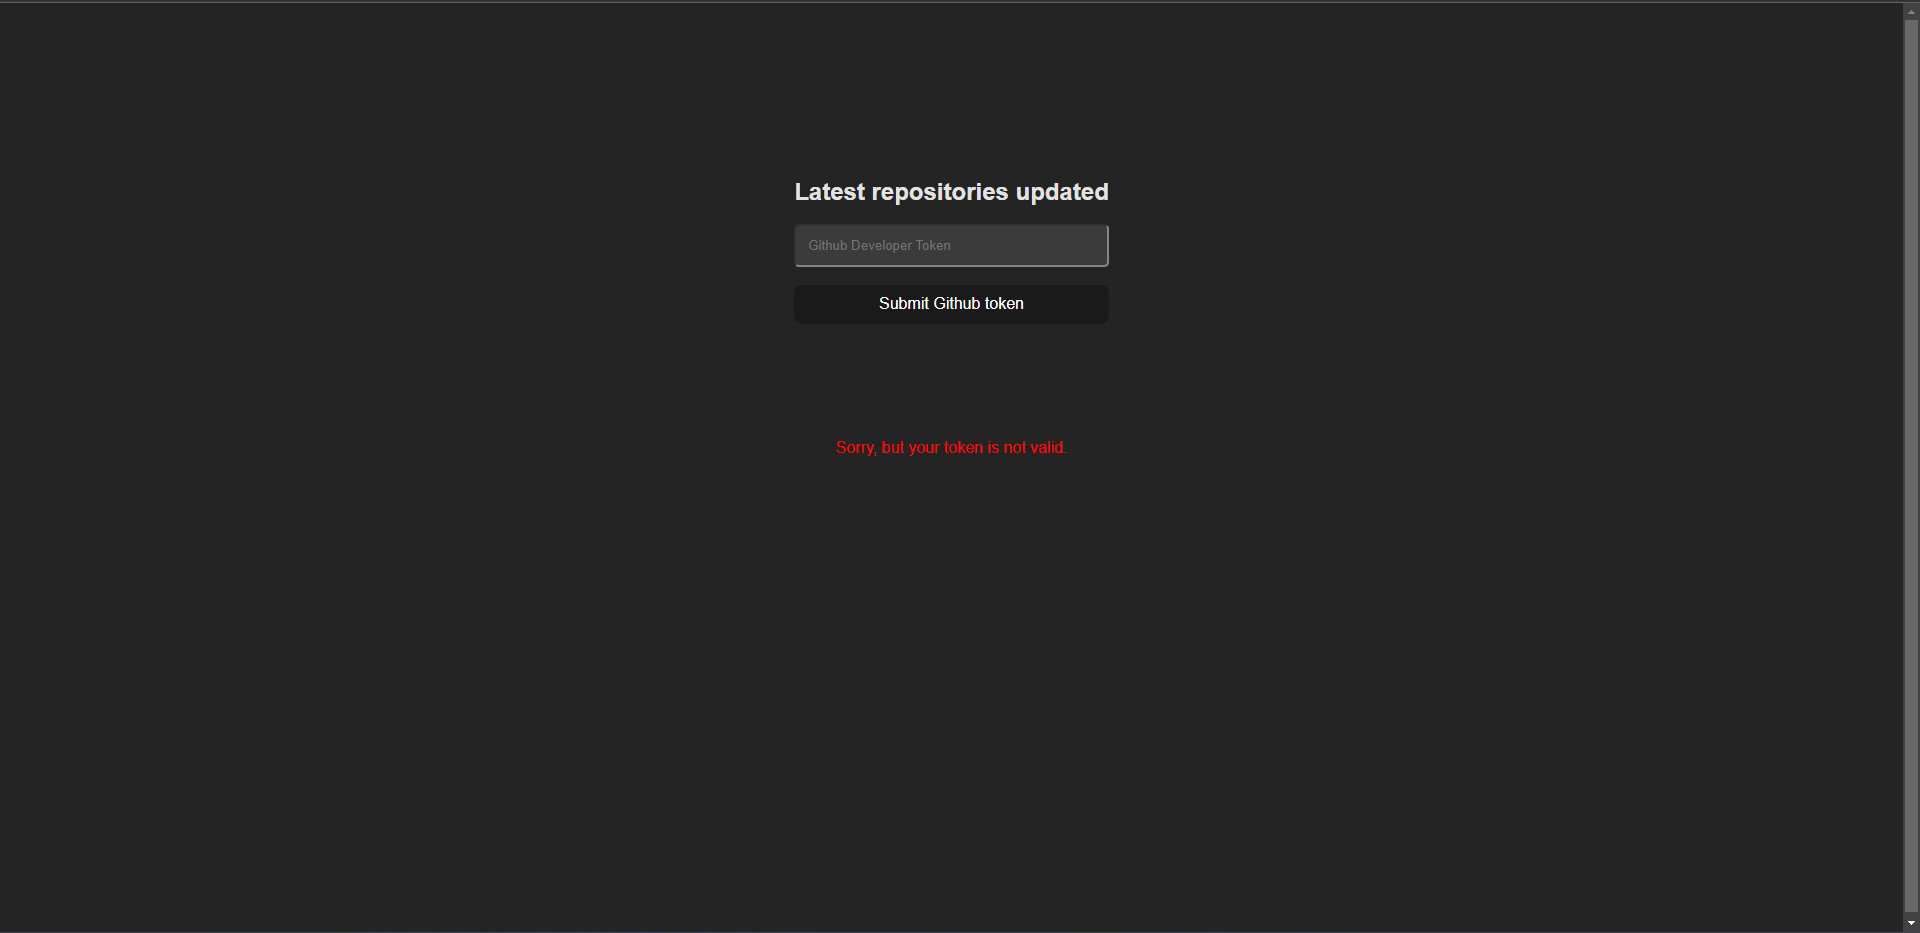 Latest repositories updated
Github Developer Token
Submit Github token
Sorry, but your token is not valid.